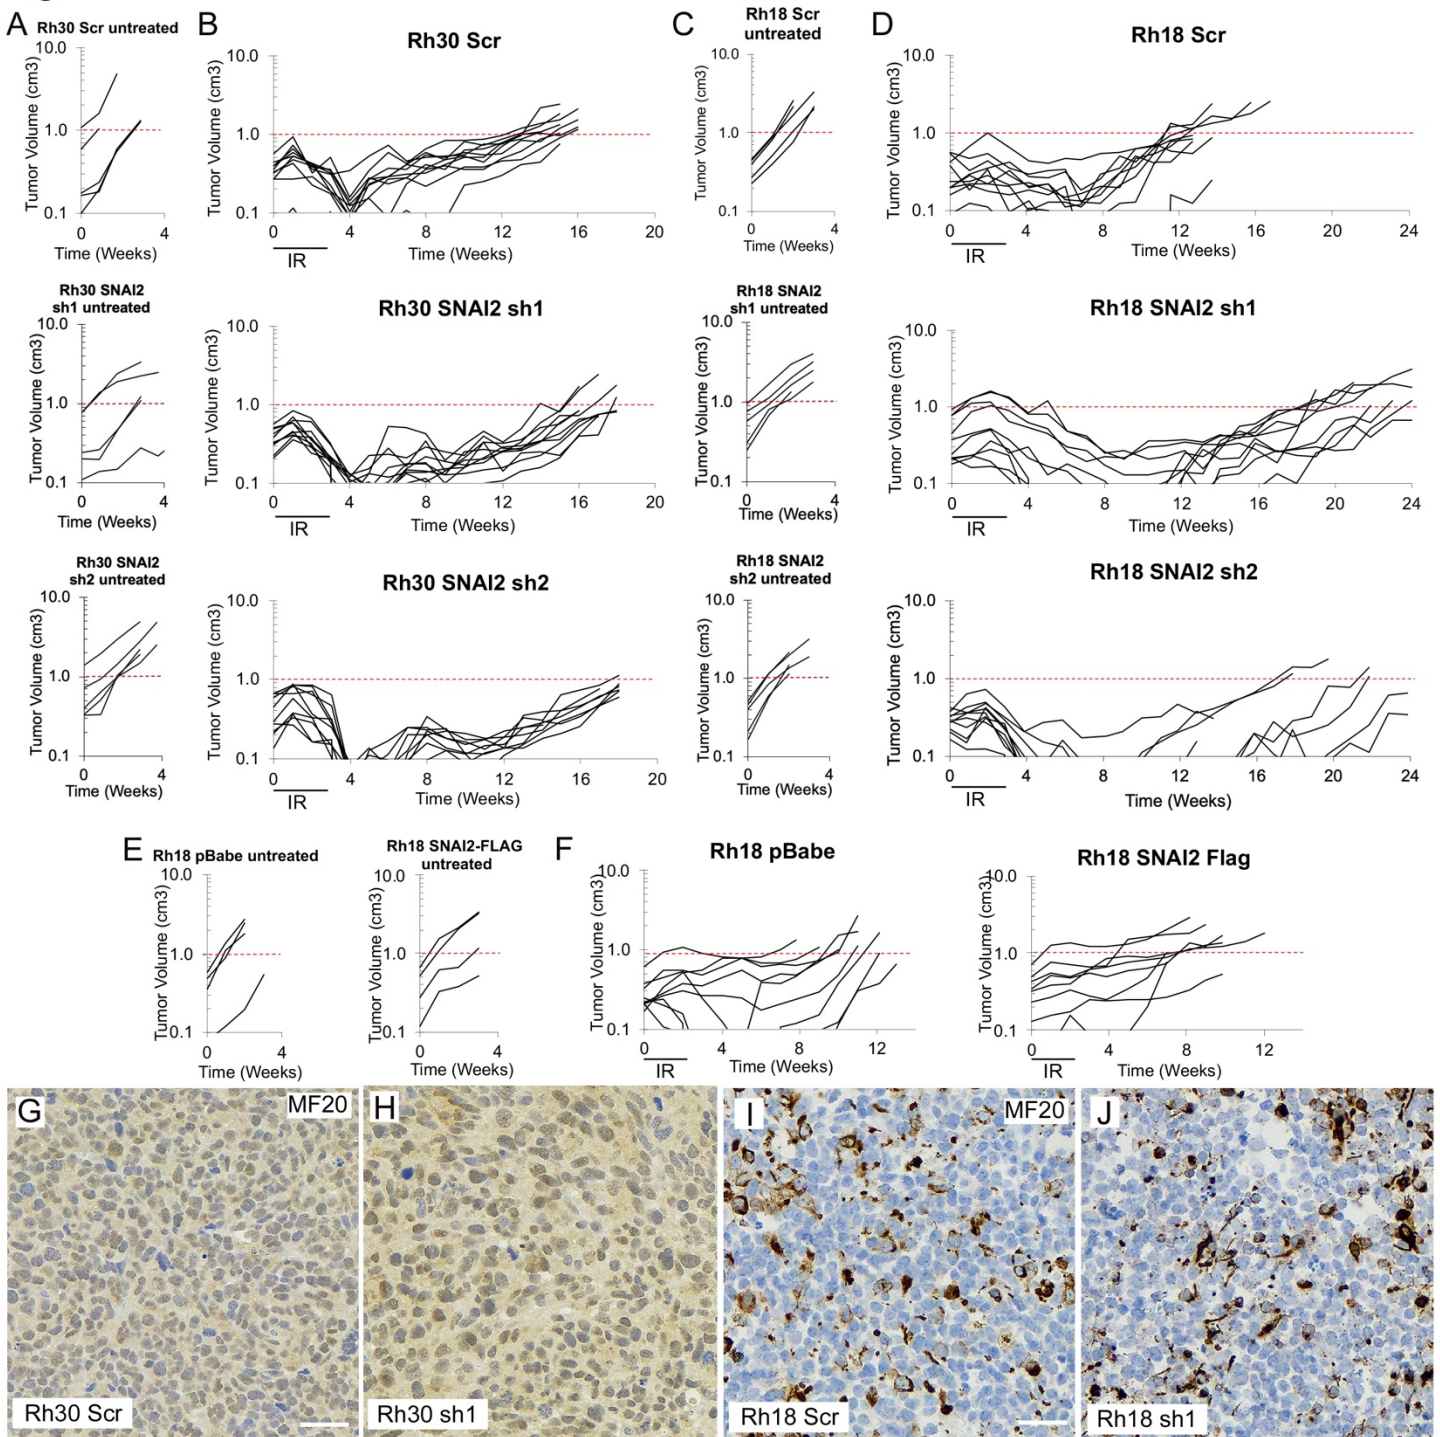 A
Rh30 Scr untreated
10.0
1.0
0.1
Tumor Volume (cm3)
0
4
Time (Weeks)
B
Rh30 Scr
10.0
1.0
0.1
Tumor Volume (cm3)
0
4
8
12
16
20
IR
Time (Weeks)
C
Rh18 Scr
untreated
10.0
1.0
0.1
Tumor Volume (cm3)
0
4
Time (Weeks)
D
Rh18 Scr
10.0
1.0
0.1
Tumor Volume (cm3)
0
4
8
12
16
20
24
IR
Time (Weeks)
Rh30 SNAI2
sh1 untreated
10.0
1.0
0.1
Tumor Volume (cm3)
0
4
Time (Weeks)
Rh30 SNAI2 sh1
10.0
1.0
0.1
Tumor Volume (cm3)
0
4
8
12
16
20
IR
Time (Weeks)
Rh18 SNAI2
sh1 untreated
10.0
1.0
0.1
Tumor Volume (cm3)
0
4
Time (Weeks)
Rh18 SNAI2 sh1
10.0
1.0
0.1
Tumor Volume (cm3)
0
4
8
12
16
20
24
IR
Time (Weeks)
Rh30 SNAI2
sh2 untreated
10.0
1.0
0.1
Tumor Volume (cm3)
0
4
Time (Weeks)
Rh30 SNAI2 sh2
10.0
1.0
0.1
Tumor Volume (cm3)
0
4
8
12
16
20
IR
Time (Weeks)
Rh18 SNAI2
sh2 untreated
10.0
1.0
0.1
Tumor Volume (cm3)
0
4
Time (Weeks)
Rh18 SNAI2 sh2
10.0
1.0
0.1
Tumor Volume (cm3)
0
4
8
12
16
20
24
IR
Time (Weeks)
E
Rh18 pBabe untreated
10.0
1.0
0.1
Tumor Volume (cm3)
0
4
Time (Weeks)
Rh18 SNAI2-FLAG
untreated
10.0
1.0
0.1
Tumor Volume (cm3)
0
4
Time (Weeks)
F
Rh18 pBabe
10.0
1.0
0.1
Tumor Volume (cm3)
0
4
8
12
IR
Time (Weeks)
Rh18 SNAI2 Flag
10.0
1.0
0.1
Tumor Volume (cm3)
0
4
8
12
IR
Time (Weeks)
G
MF20
Rh30 Scr
H
Rh30 sh1
I
MF20
Rh18 Scr
J
Rh18 sh1